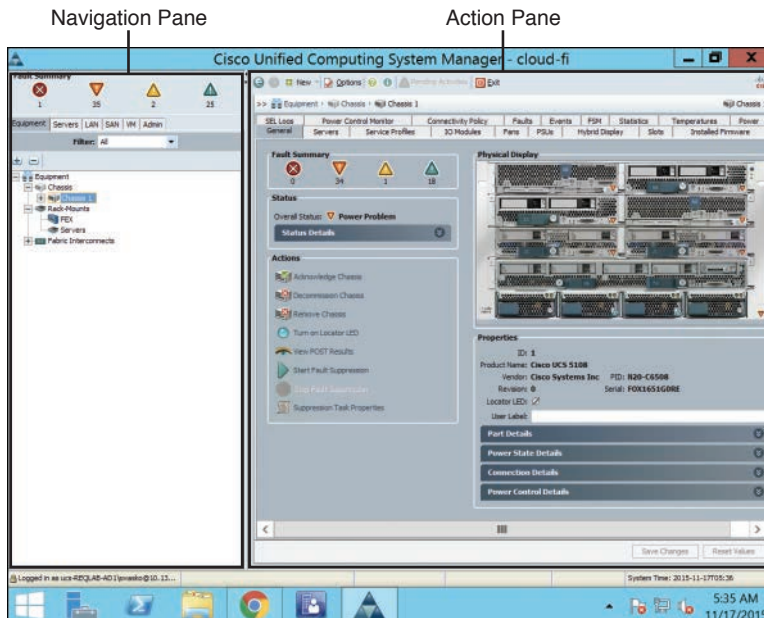 Navigation Pane
Action Pane
Cisco Unified Computing System Manager - cloud-fi
Fault Summary
1 35 2 25
Equipment Servers LAN SAN VM Admin
Filter: All
Equipment
Chassis
Chassis 1
Rack-Mounts
FEX
Servers
Fabric Interconnects
New Options Pending Activities Exit
>> Equipment Chassis Chassis 1
Chassis
SEL Logs Power Control Monitor Connectivity Policy Faults Events FSM Statistics Temperatures Power
General Servers Service Profiles IO Modules Fans PSUs Hybrid Display Slots Installed Firmware
Fault Summary
0 34 1 18
Status
Overall Status: Power Problem
Status Details
Actions
Acknowledge Chassis
Decommission Chassis
Remove Chassis
Turn on Locator LED
View POST Results
Start Fault Suppression
Stop Fault Suppression
Suppression Task Properties
Physical Display
Properties
ID: 1
Product Name: Cisco UCS 5108
Vendor: Cisco Systems Inc PID: N20-C6508
Revision: 0 Serial: FOX1651G0RE
Locator LED:
User Label:
Part Details
Power State Details
Connection Details
Power Control Details
Save Changes Reset Values
Logged in as
System Time: 2015-11-17T05:36
5:35 AM
11/17/2015